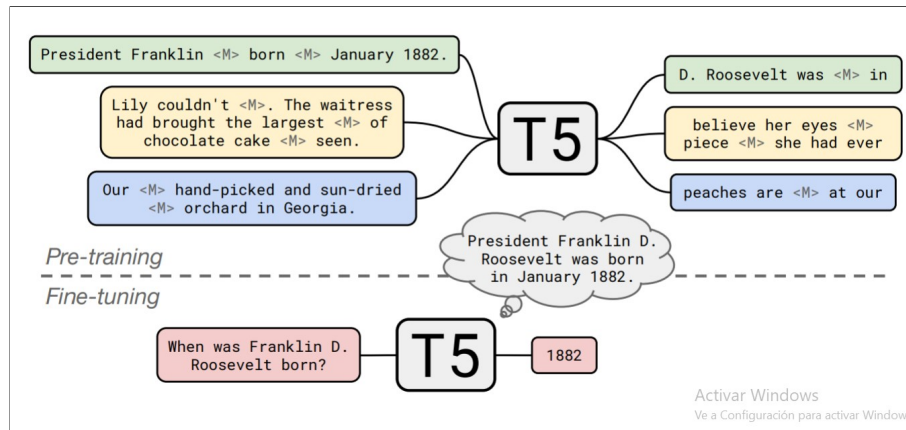 President Franklin <M> born <M> January 1882.
Lily couldn't <M>. The waitress
had brought the largest <M> of
chocolate cake <M> seen.
Our <M> hand-picked and sun-dried
<M> orchard in Georgia.
T5
D. Roosevelt was <M> in
believe her eyes <M>
piece <M> she had ever
peaches are <M> at our
Pre-training
President Franklin D.
Roosevelt was born
in January 1882.
Fine-tuning
When was Franklin D.
Roosevelt born?
T5
1882
Activar Windows
Ve a Configuración para activar Window